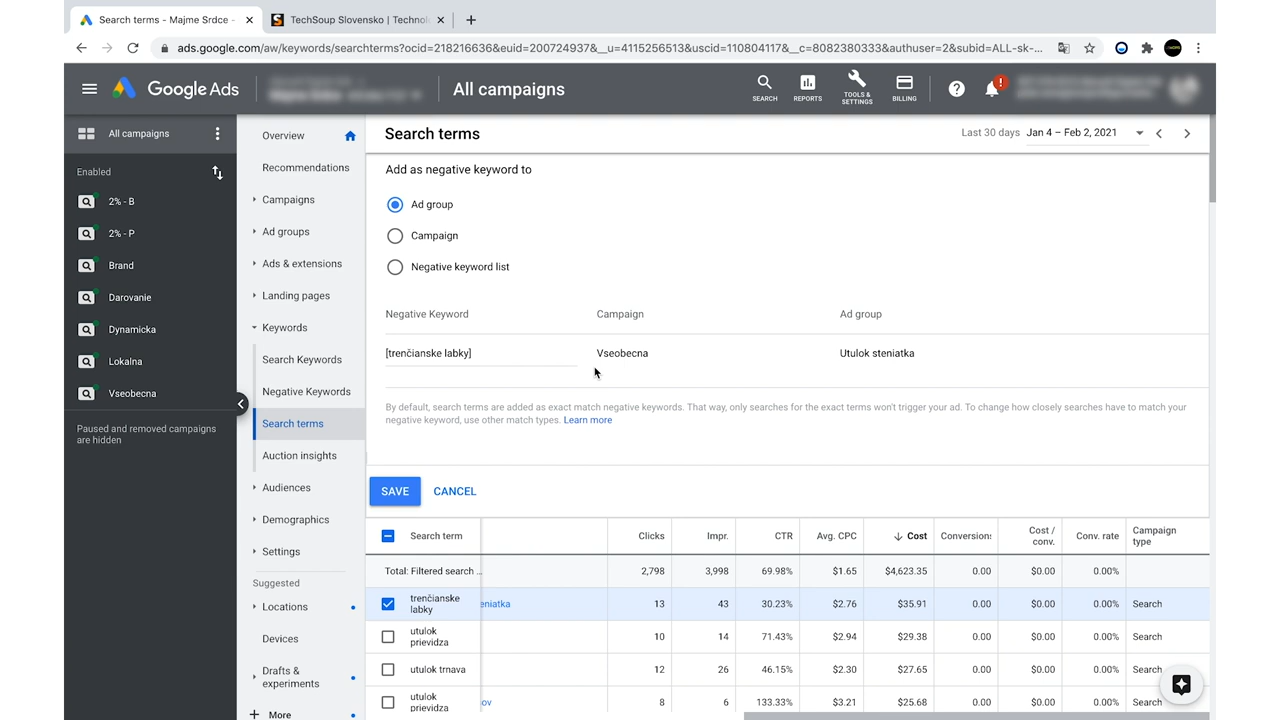 Search terms - Majme Srdce -
TechSoup Slovensko | Technol
ads.google.com/aw/keywords/searchterms?ocid=218216636&euid=200724937&__u=4115256513&uscid=110804117&__c=8082380333&authuser=2&subid=ALL-sk-...
Google Ads
All campaigns
SEARCH
REPORTS
TOOLS & SETTINGS
BILLING
All campaigns
Enabled
2% - B
2% - P
Brand
Darovanie
Dynamicka
Lokalna
Vseobecna
Paused and removed campaigns
are hidden
Overview
Recommendations
Campaigns
Ad groups
Ads & extensions
Landing pages
Keywords
Search Keywords
Negative Keywords
Search terms
Auction insights
Audiences
Demographics
Settings
Suggested
Locations
Devices
Drafts &
experiments
More
Search terms
Last 30 days Jan 4 – Feb 2, 2021
Add as negative keyword to
Ad group
Campaign
Negative keyword list
Negative Keyword Campaign Ad group
[trenčianske labky] Vseobecna Utulok steniatka
By default, search terms are added as exact match negative keywords. That way, only searches for the exact terms won't trigger your ad. To change how closely searches have to match your
negative keyword, use other match types. Learn more
SAVE CANCEL
Search term Clicks Impr. CTR Avg. CPC Cost Conversions Cost / conv. Conv. rate Campaign type
Total: Filtered search ... 2,798 3,998 69.98% $1.65 $4,623.35 0.00 $0.00 0.00%
trenčianske labky eniatka 13 43 30.23% $2.76 $35.91 0.00 $0.00 0.00% Search
utulok prievidza 10 14 71.43% $2.94 $29.38 0.00 $0.00 0.00% Search
utulok trnava 12 26 46.15% $2.30 $27.65 0.00 $0.00 0.00% Search
utulok prievidza ov 8 6 133.33% $3.21 $25.68 0.00 $0.00 0.00% Search